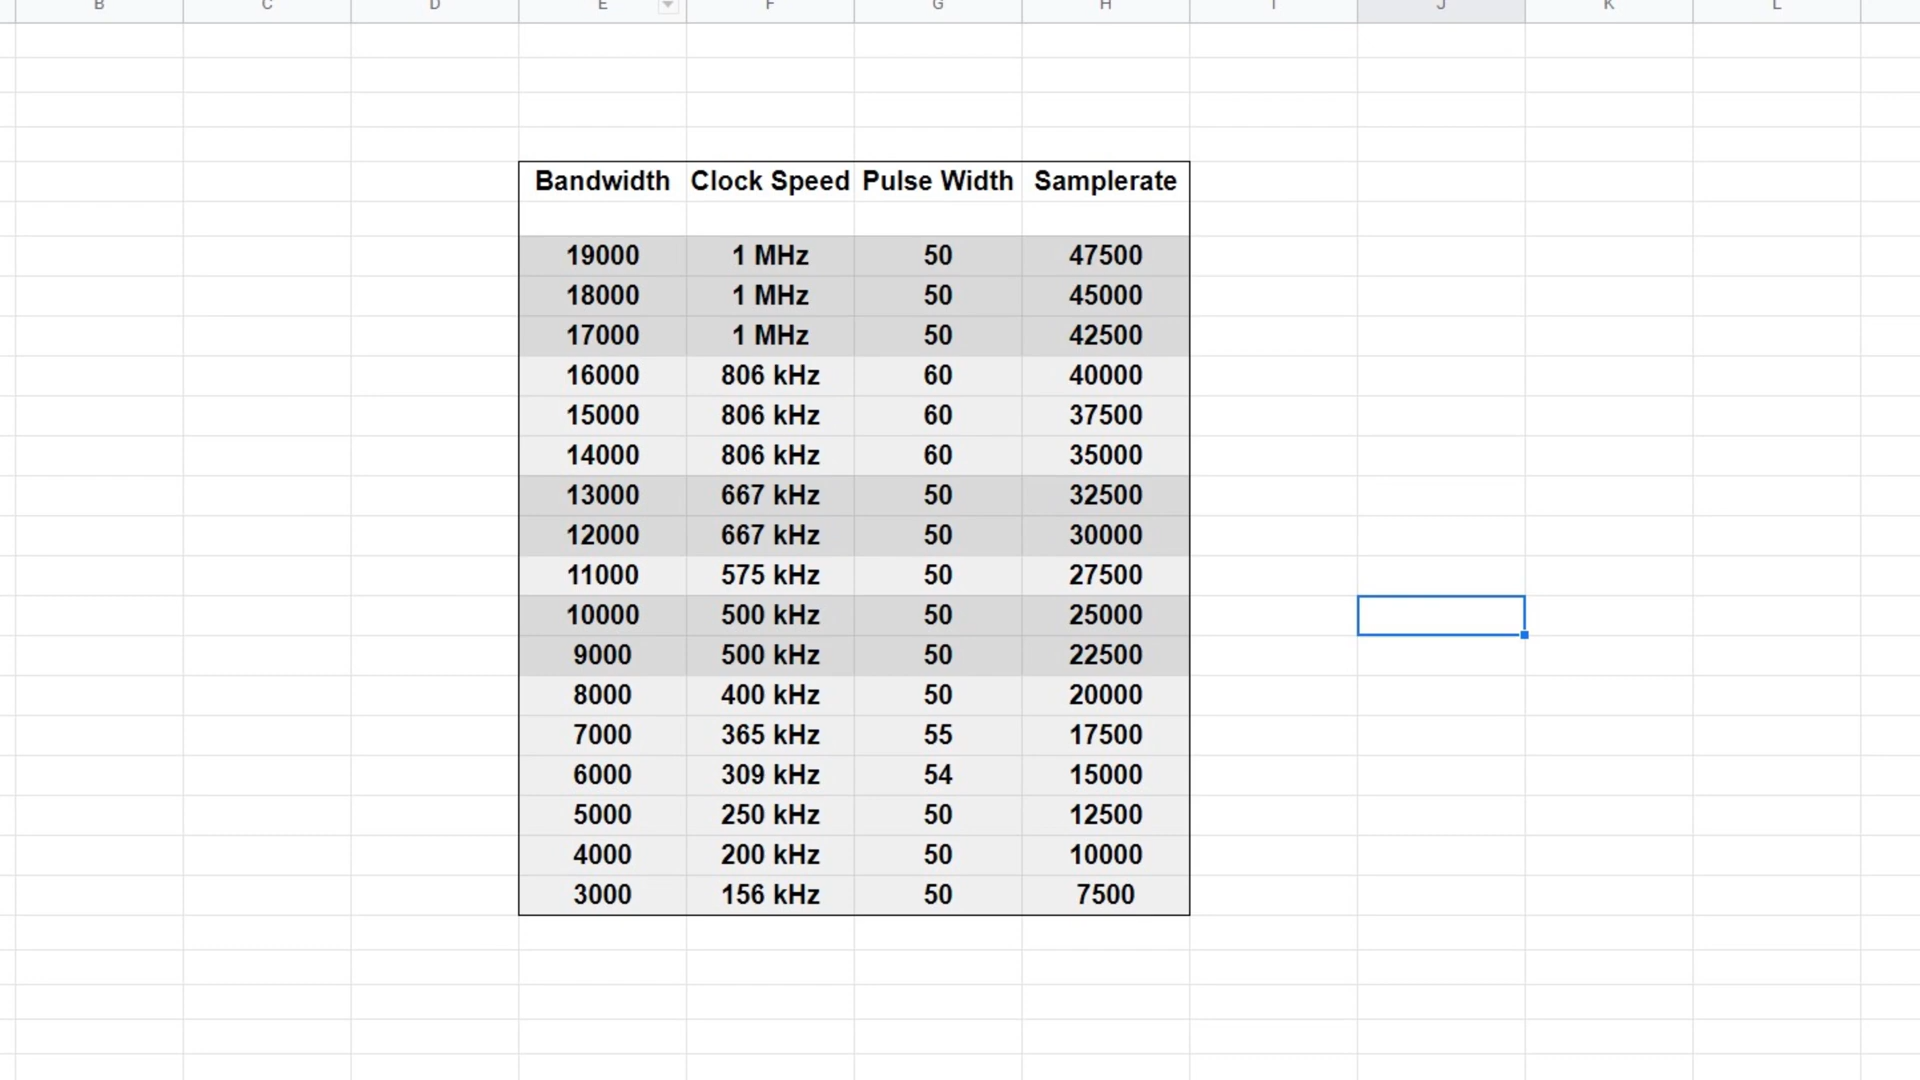 B C D E F G H I J K L
Bandwidth Clock Speed Pulse Width Samplerate
19000 1 MHz 50 47500
18000 1 MHz 50 45000
17000 1 MHz 50 42500
16000 806 kHz 60 40000
15000 806 kHz 60 37500
14000 806 kHz 60 35000
13000 667 kHz 50 32500
12000 667 kHz 50 30000
11000 575 kHz 50 27500
10000 500 kHz 50 25000
9000 500 kHz 50 22500
8000 400 kHz 50 20000
7000 365 kHz 55 17500
6000 309 kHz 54 15000
5000 250 kHz 50 12500
4000 200 kHz 50 10000
3000 156 kHz 50 7500